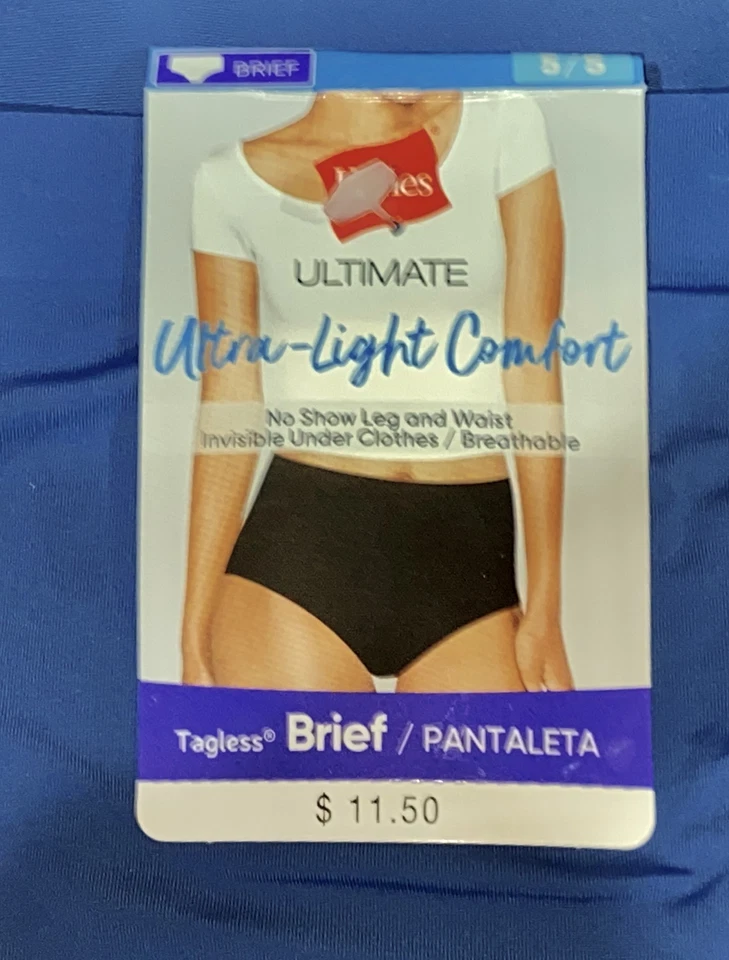 BRIEF
5/S
ULTIMATE
Ultra-Light Comfort
No Show Leg and Waist
Invisible Under Clothes / Breathable
Tagless® Brief / PANTALETA
$ 11.50